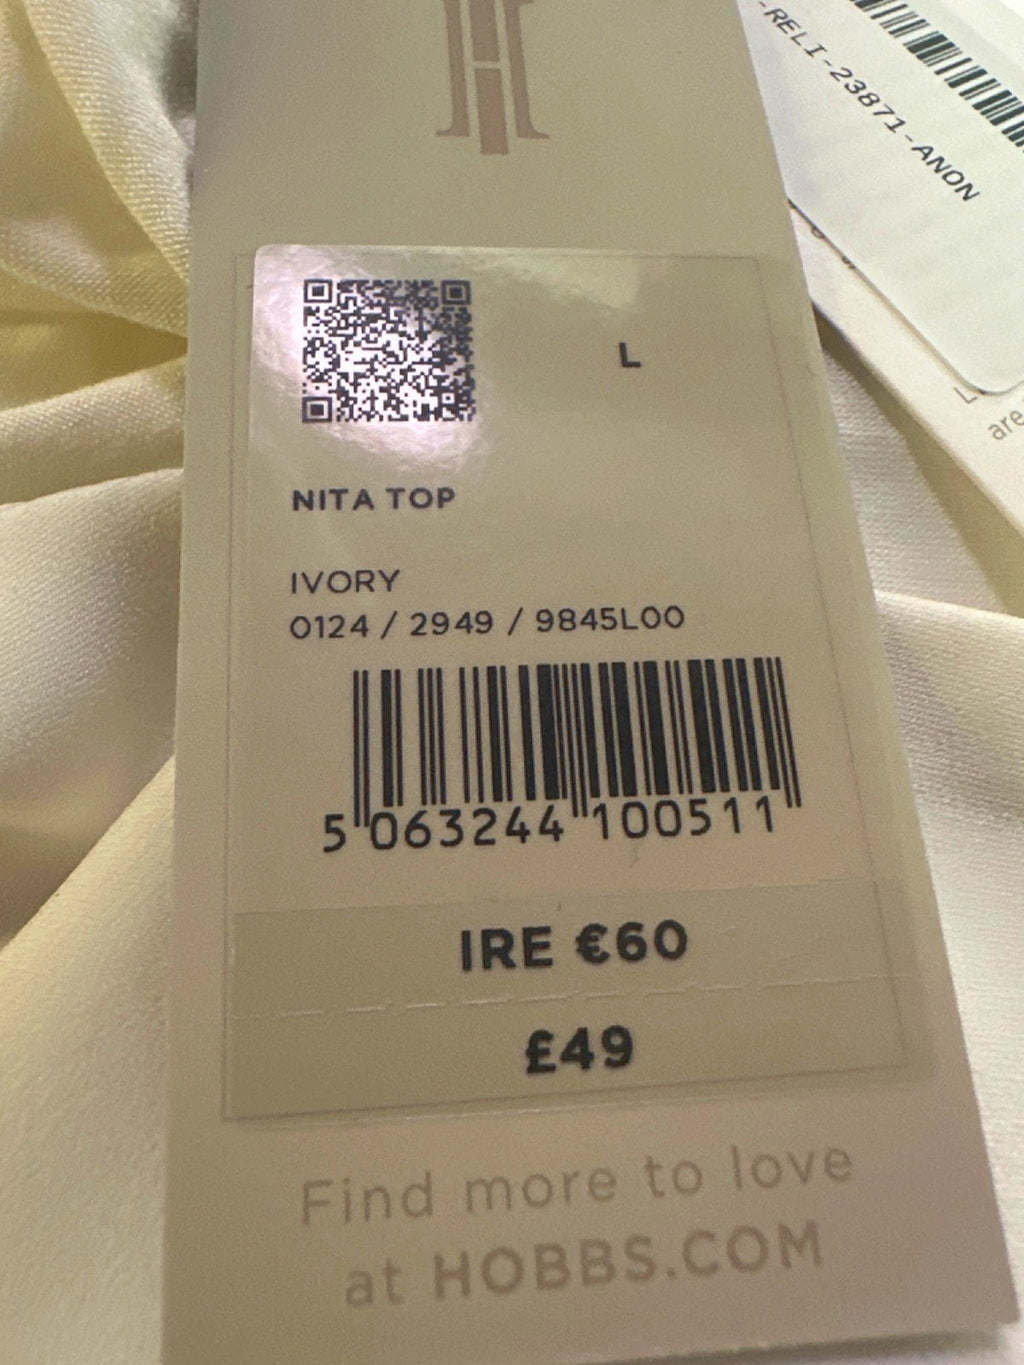 -RELI-23871-ANON
L
are
NITA TOP
IVORY
0124 / 2949 / 9845L00
5 063244 100511
IRE €60
£49
Find more to love
at HOBBS.COM